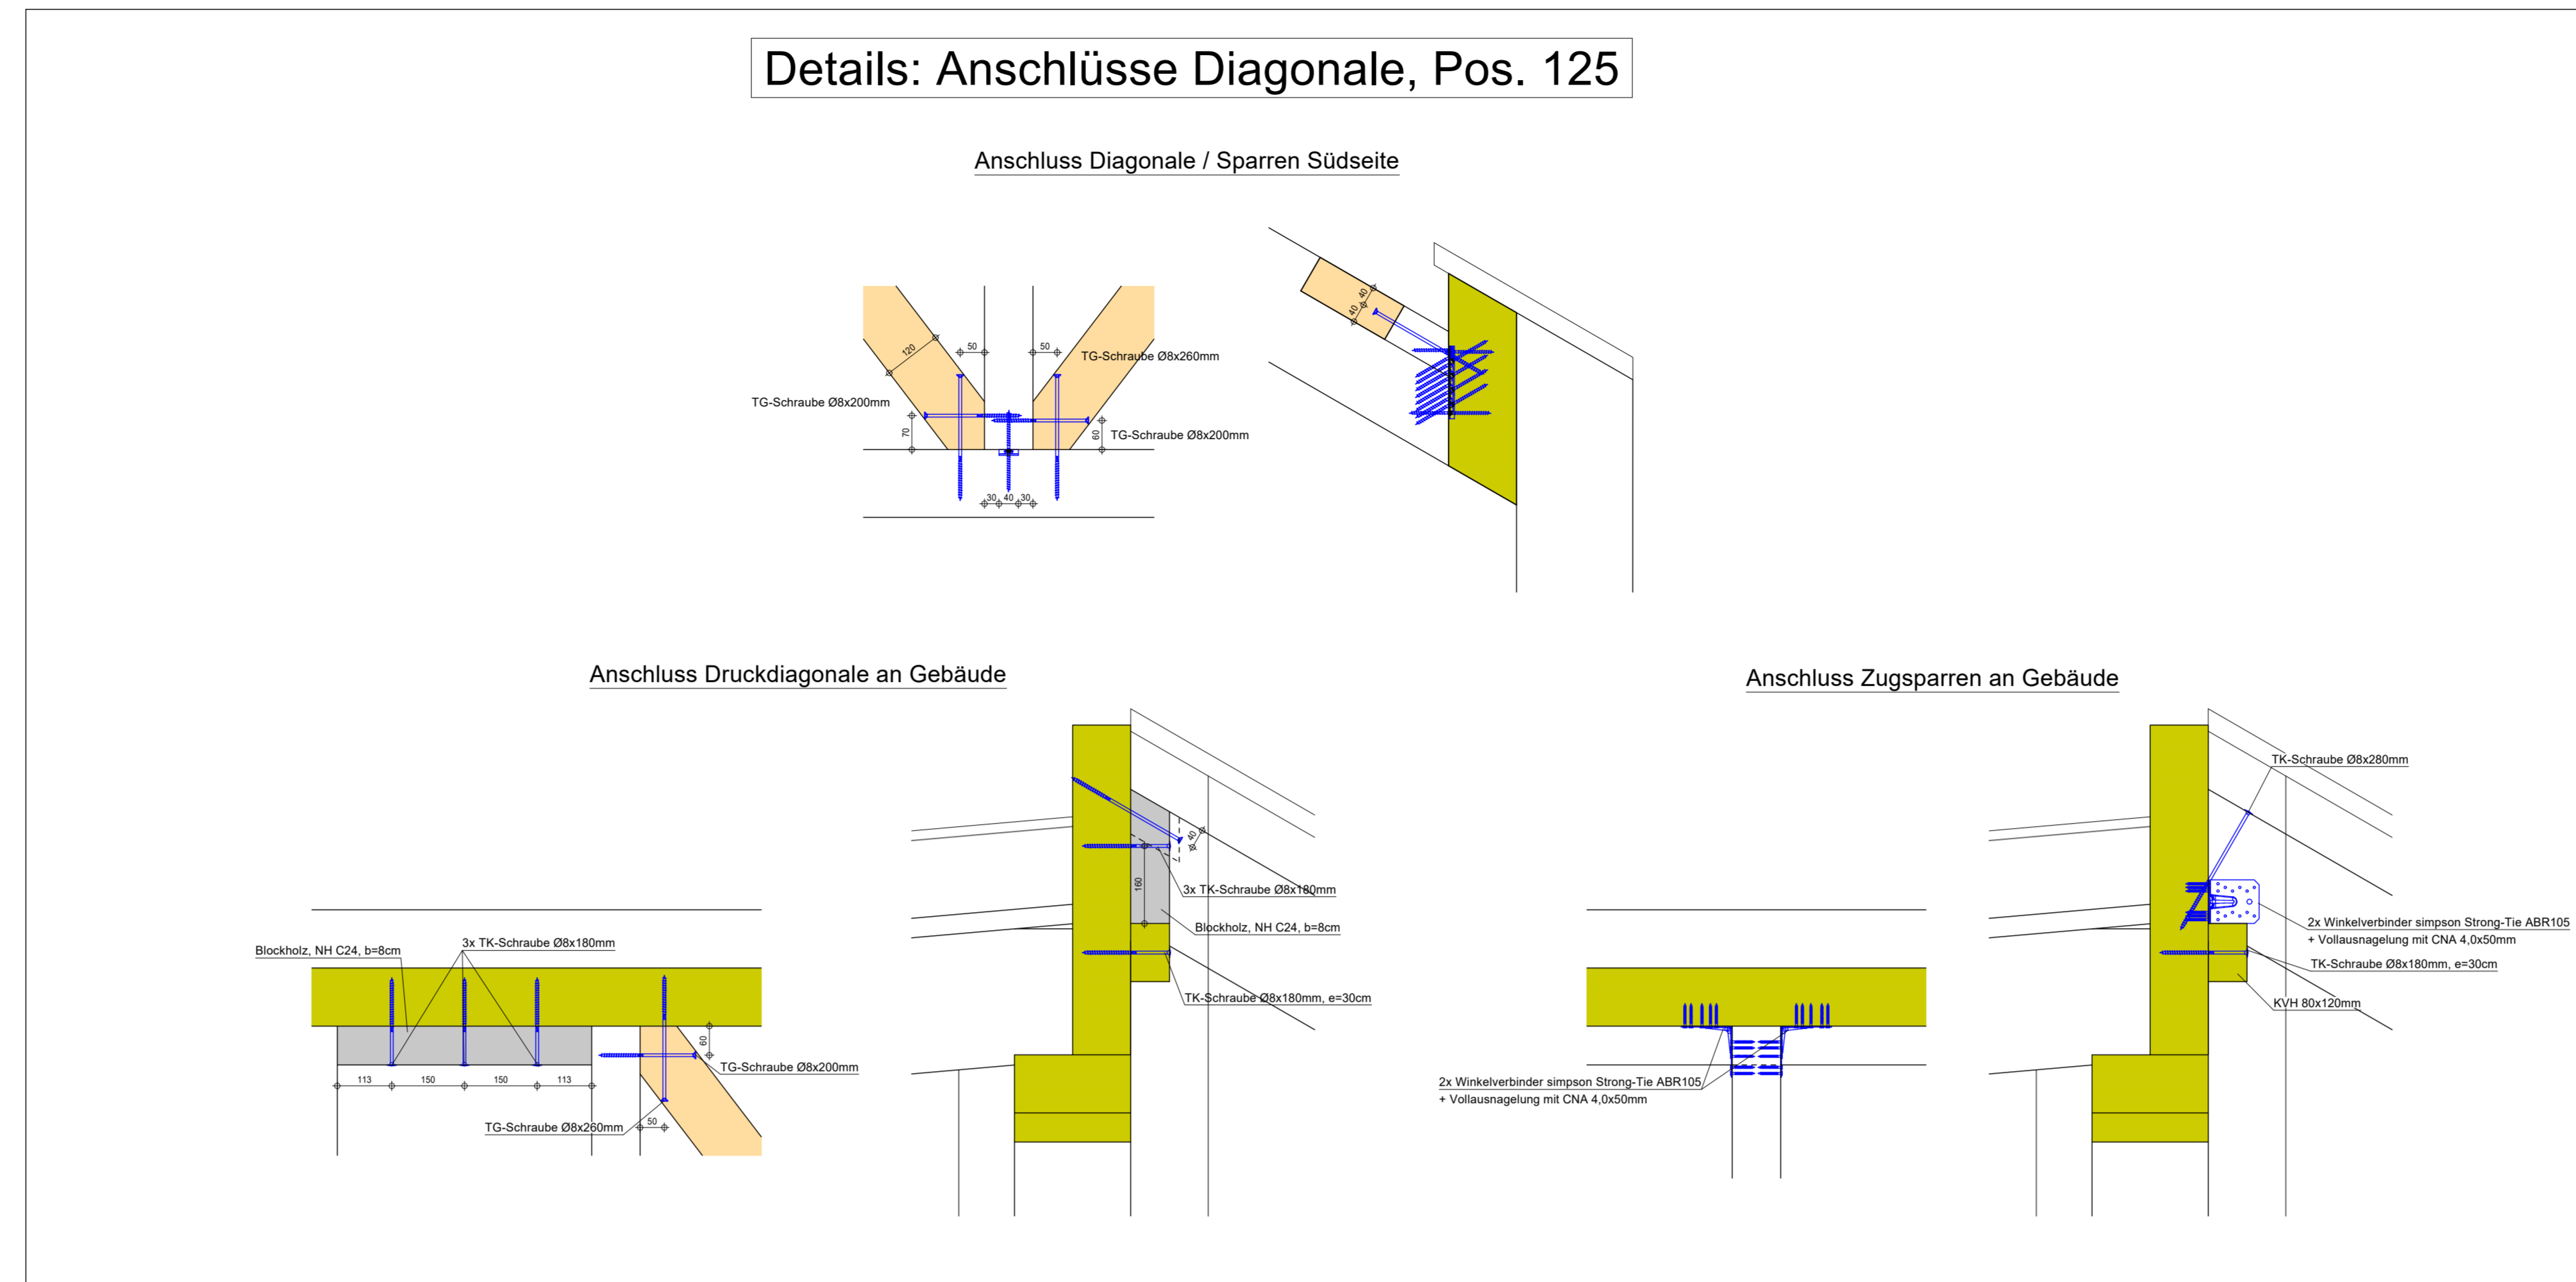 Details: Anschlüsse Diagonale, Pos. 125
Anschluss Diagonale / Sparren Südseite
120
50
50
TG-Schraube Ø8x260mm
TG-Schraube Ø8x200mm
70
60
TG-Schraube Ø8x200mm
30
40
30
40
40
Anschluss Druckdiagonale an Gebäude
Blockholz, NH C24, b=8cm
3x TK-Schraube Ø8x180mm
60
TG-Schraube Ø8x200mm
113
150
150
113
TG-Schraube Ø8x260mm
50
40
160
3x TK-Schraube Ø8x180mm
Blockholz, NH C24, b=8cm
TK-Schraube Ø8x180mm, e=30cm
Anschluss Zugsparren an Gebäude
2x Winkelverbinder simpson Strong-Tie ABR105
+ Vollausnagelung mit CNA 4,0x50mm
TK-Schraube Ø8x280mm
2x Winkelverbinder simpson Strong-Tie ABR105
+ Vollausnagelung mit CNA 4,0x50mm
TK-Schraube Ø8x180mm, e=30cm
KVH 80x120mm